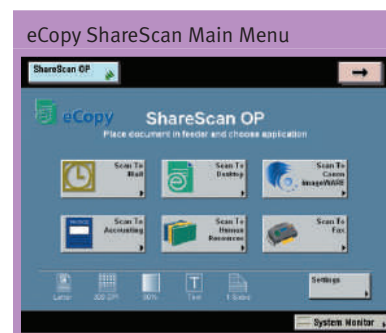 eCopy ShareScan Main Menu
ShareScan OP
eCopy
ShareScan OP
Place document in feeder and choose application
Scan To
Mail
Scan To
Desktop
Scan To
Canon
imageWARE
Scan To
Accounting
Scan To
Human
Resources
Scan To
Fax
Letter
Text
Settings
System Monitor